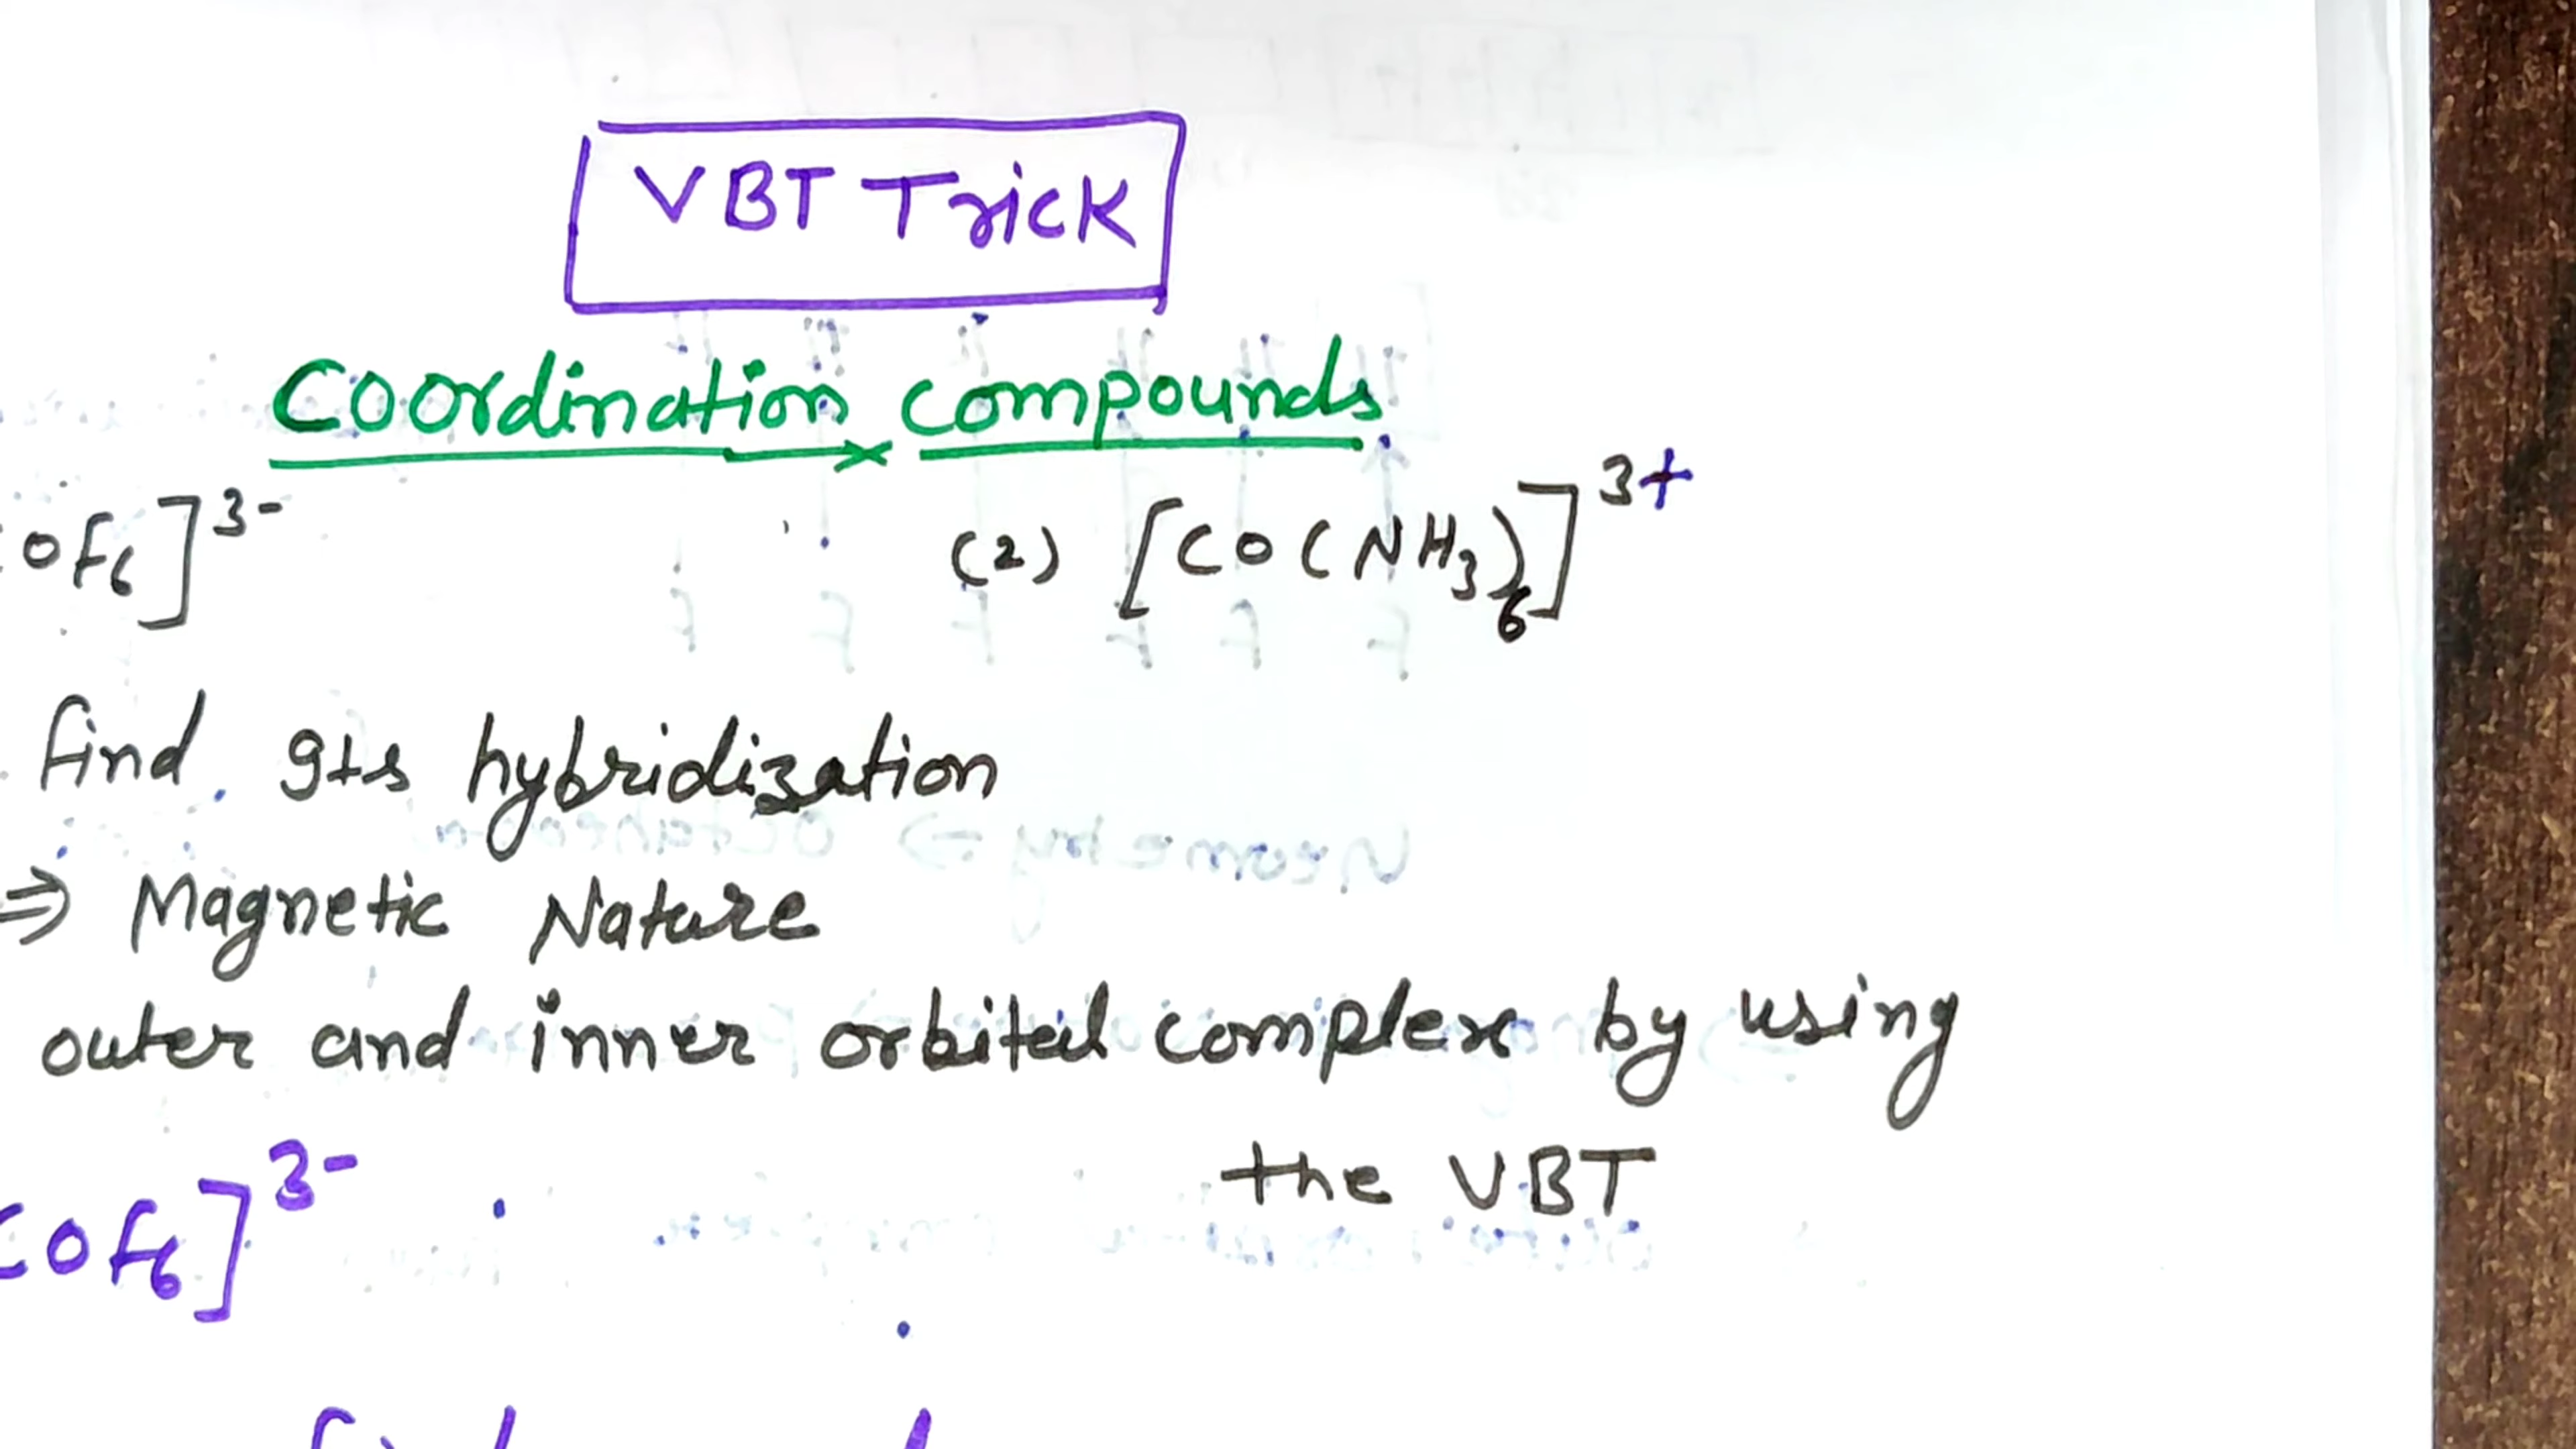 VBT Trick
Coordination compounds
oF6]3- (2) [Co(NH3)6]3+
find Its hybridization
⇒ Magnetic Nature
outer and inner orbital complex by using
the VBT
CoF6]3-